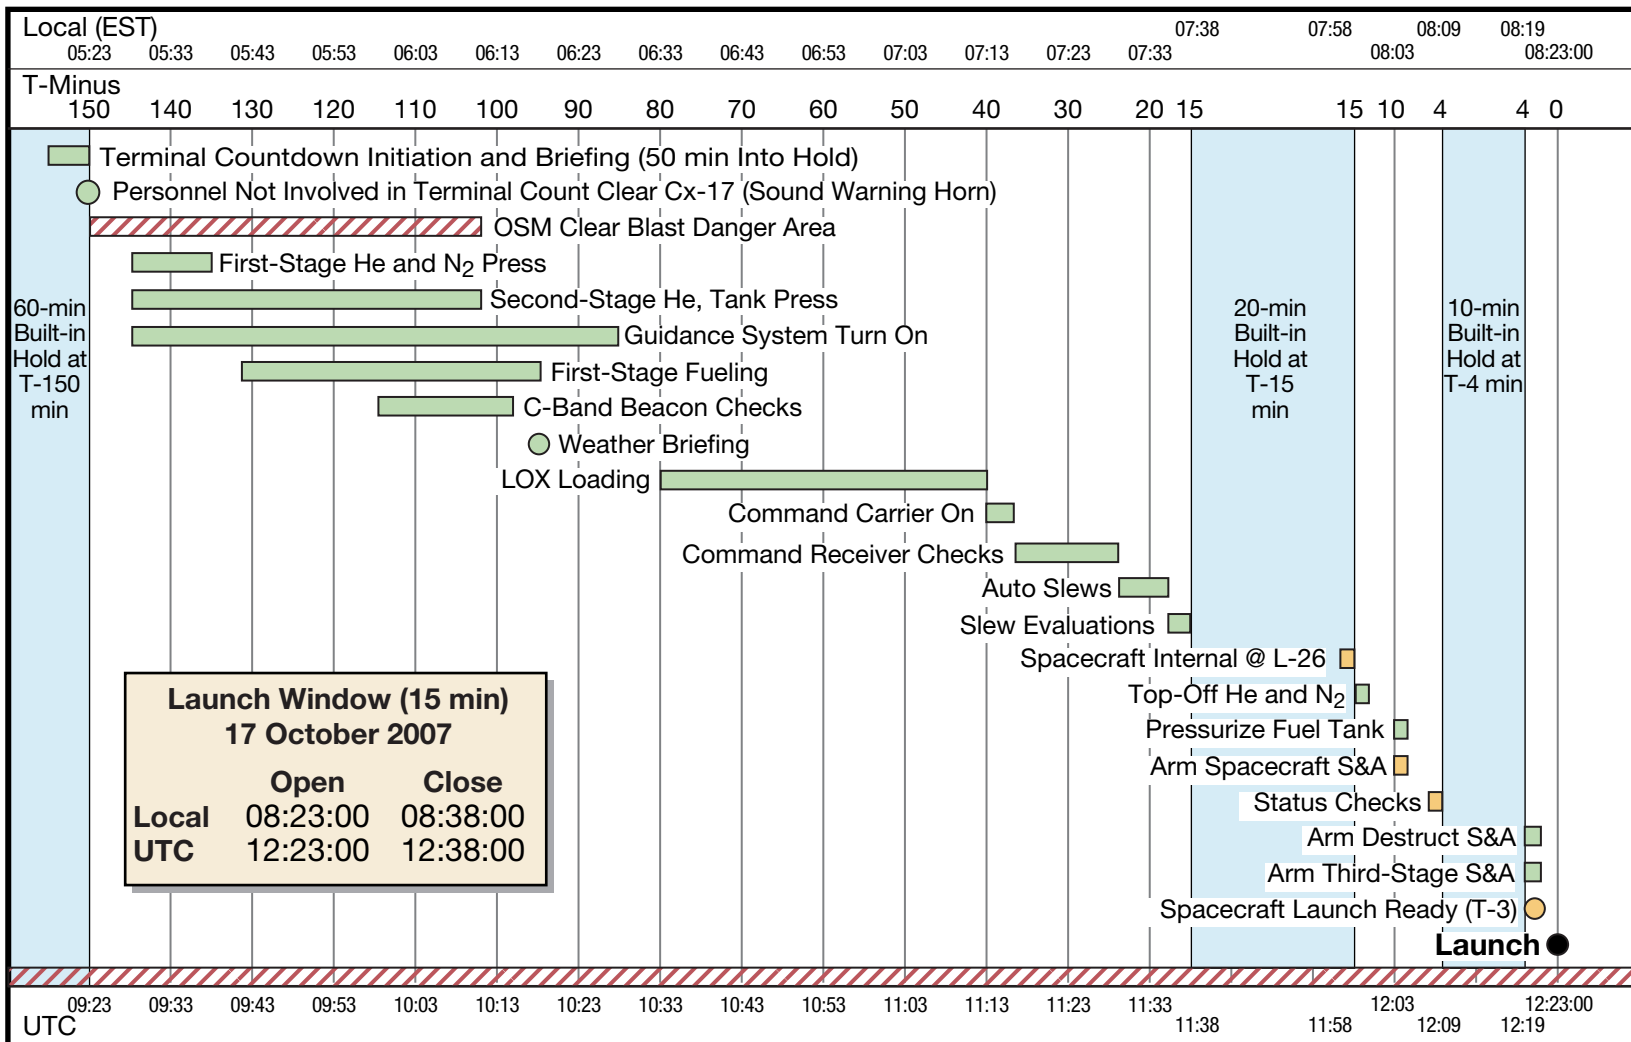 Local (EST)
07:38 07:58 08:09 08:19
05:23 05:33 05:43 05:53 06:03 06:13 06:23 06:33 06:43 06:53 07:03 07:13 07:23 07:33 08:03 08:23:00
T-Minus
150 140 130 120 110 100 90 80 70 60 50 40 30 20 15 15 10 4 4 0
Terminal Countdown Initiation and Briefing (50 min Into Hold)
Personnel Not Involved in Terminal Count Clear Cx-17 (Sound Warning Horn)
OSM Clear Blast Danger Area
First-Stage He and N2 Press
Second-Stage He, Tank Press
Guidance System Turn On
First-Stage Fueling
C-Band Beacon Checks
Weather Briefing
LOX Loading
Command Carrier On
Command Receiver Checks
Auto Slews
Slew Evaluations
Spacecraft Internal @ L-26
Top-Off He and N2
Pressurize Fuel Tank
Arm Spacecraft S&A
Status Checks
Arm Destruct S&A
Arm Third-Stage S&A
Spacecraft Launch Ready (T-3)
Launch
60-min
Built-in
Hold at
T-150
min
20-min
Built-in
Hold at
T-15
min
10-min
Built-in
Hold at
T-4 min
Launch Window (15 min)
17 October 2007
Open Close
Local 08:23:00 08:38:00
UTC 12:23:00 12:38:00
09:23 09:33 09:43 09:53 10:03 10:13 10:23 10:33 10:43 10:53 11:03 11:13 11:23 11:33 12:03 12:23:00
UTC
11:38 11:58 12:09 12:19